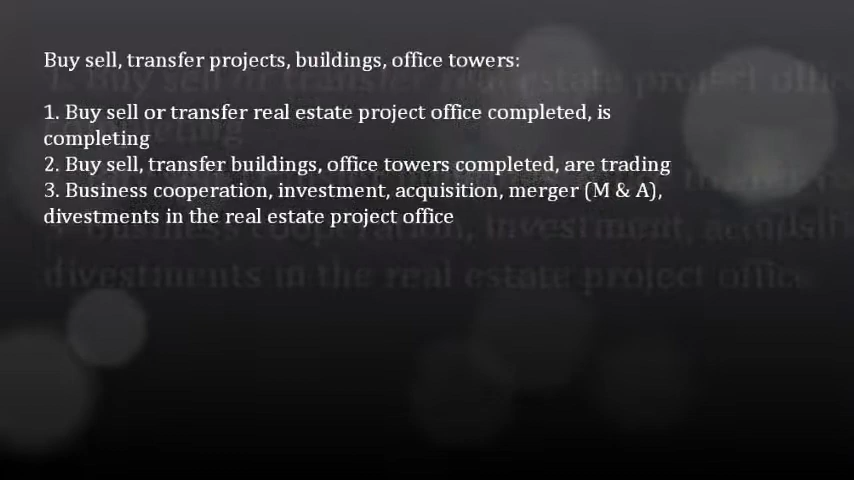 Buy sell, transfer projects, buildings, office towers:
1. Buy sell or transfer real estate project office completed, is
completing
2. Buy sell, transfer buildings, office towers completed, are trading
3. Business cooperation, investment, acquisition, merger (M & A),
divestments in the real estate project office